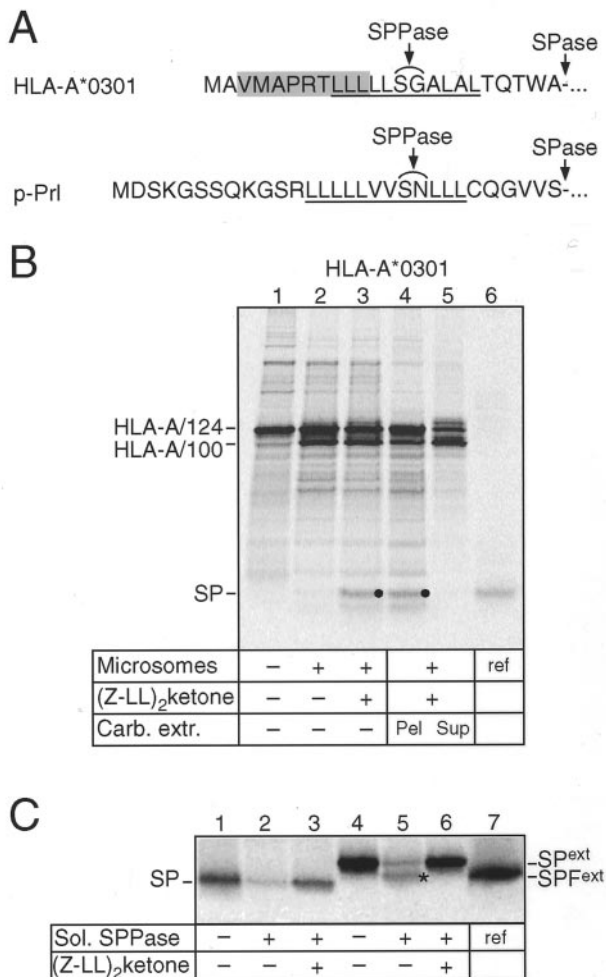 A
SPPase
SPase
HLA-A*0301
MAVMAPRTLLLLLSGALALTQTWA-...
SPPase
SPase
p-Prl
MDSKGSSQKGSRLLLLLVVSNLLLCQGVVS-...
B
HLA-A*0301
1 2 3 4 5 6
HLA-A/124
HLA-A/100
SP
Microsomes − + + + ref
(Z-LL)2ketone + +
Carb. extr. − − − Pel Sup
C
1 2 3 4 5 6 7
SP
SPext
*
SPFext
Sol. SPPase − + + − + + ref
(Z-LL)2ketone + +